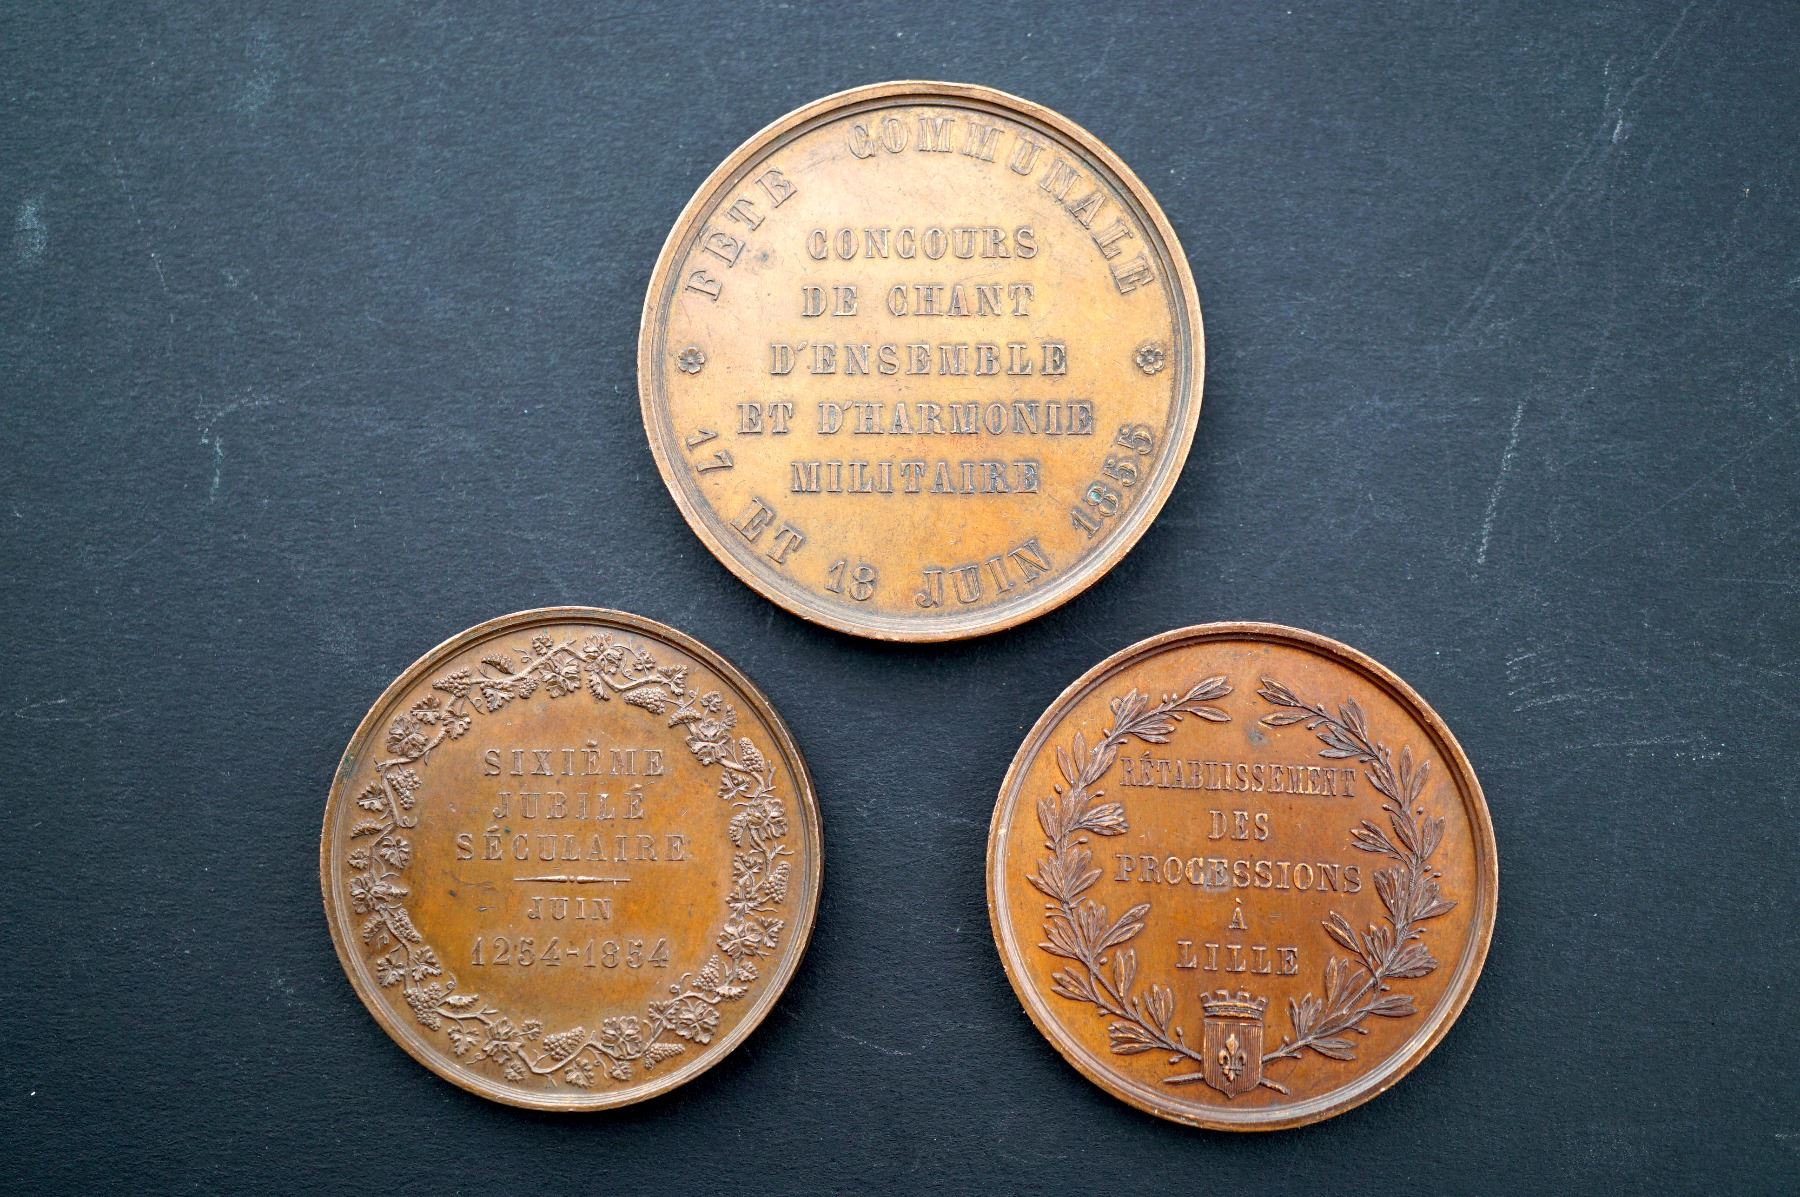 FÊTE COMMUNALE
CONCOURS
DE CHANT
D'ENSEMBLE
ET D'HARMONIE
MILITAIRE
17 ET 18 JUIN 1855
SIXIÈME
JUBILÉ
SÉCULAIRE
JUIN
1254-1854
RÉTABLISSEMENT
DES
PROCESSIONS
À
LILLE